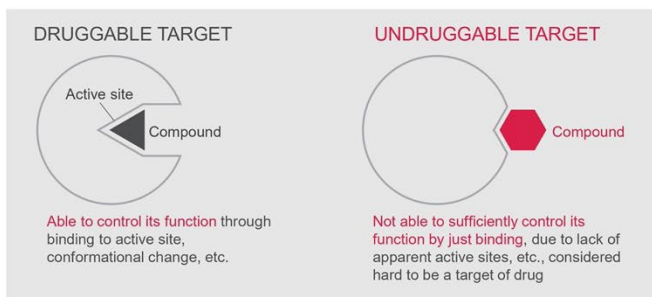 DRUGGABLE TARGET
Active site
Compound
Able to control its function through
binding to active site,
conformational change, etc.
UNDRUGGABLE TARGET
Compound
Not able to sufficiently control its
function by just binding, due to lack of
apparent active sites, etc., considered
hard to be a target of drug